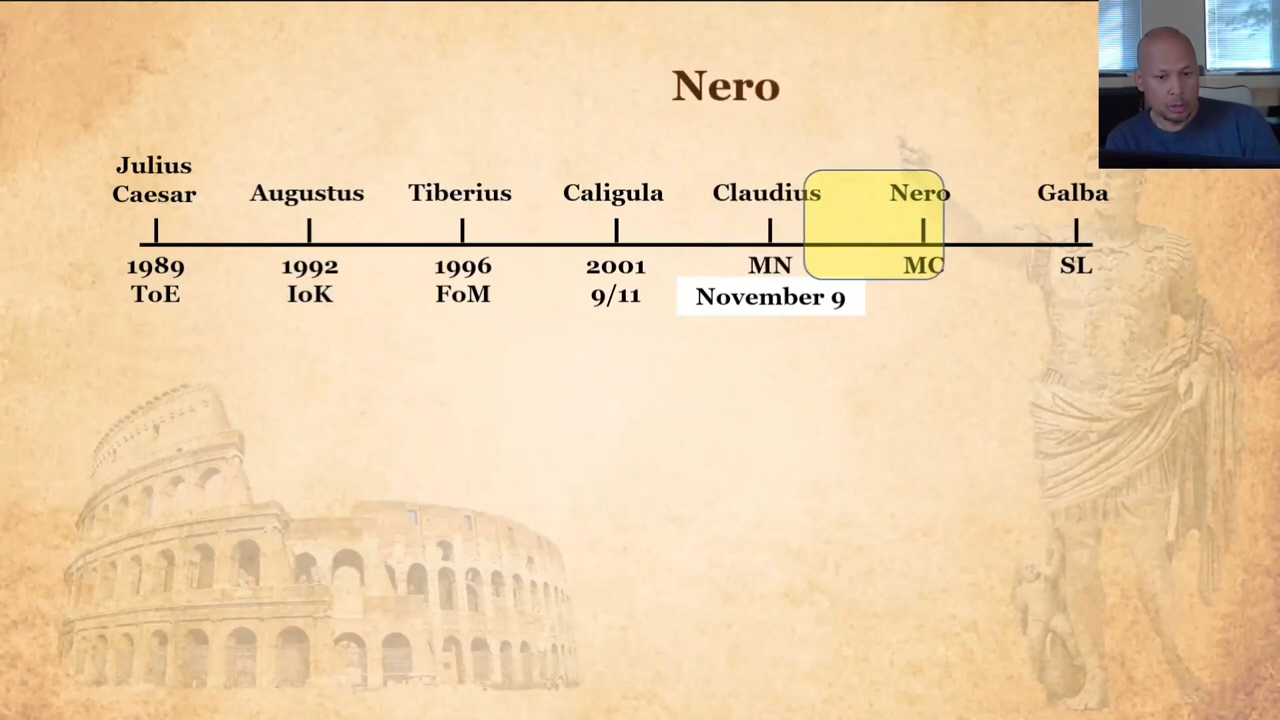 Nero
Julius
Caesar
Augustus
Tiberius
Caligula
Claudius
Nero
Galba
1989
1992
1996
2001
MN
MC
SL
ToE
IoK
FoM
9/11
November 9